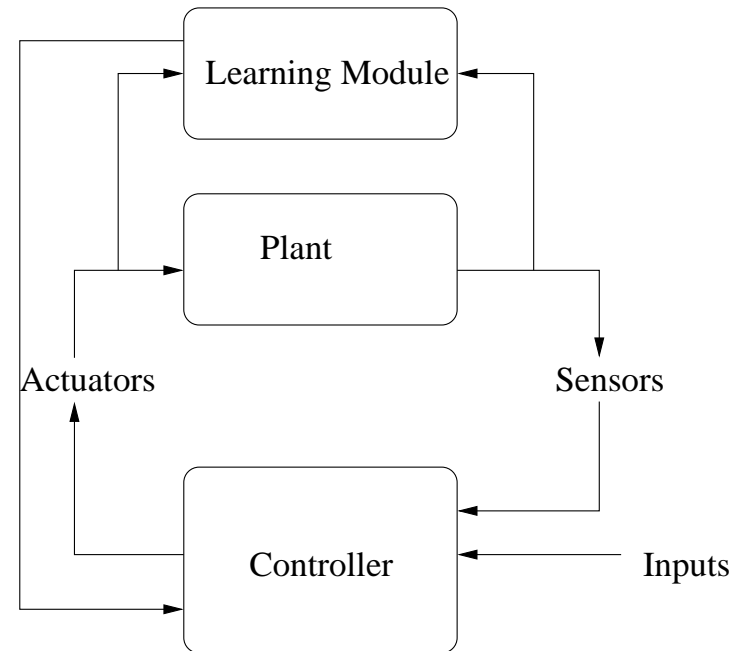 Learning Module
Plant
Actuators
Sensors
Controller
Inputs